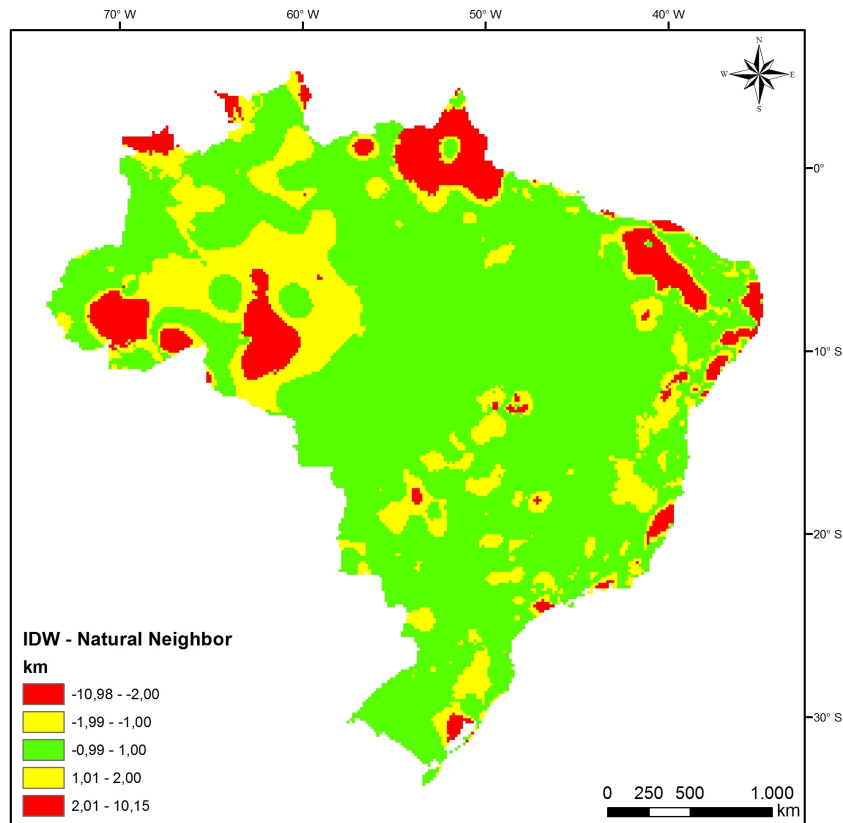 70° W 60° W 50° W 40° W
N
W E
S
0°
10° S
20° S
30° S
IDW - Natural Neighbor
km
-10,98 - -2,00
-1,99 - -1,00
-0,99 - 1,00
1,01 - 2,00
2,01 - 10,15
0 250 500 1.000
km